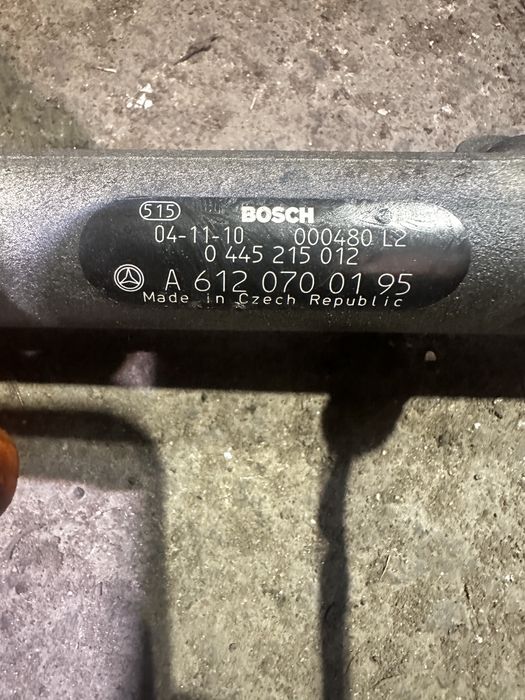 515 BOSCH
04-11-10 000480 L2
0 445 215 012
A 612 070 01 95
Made in Czech Republic